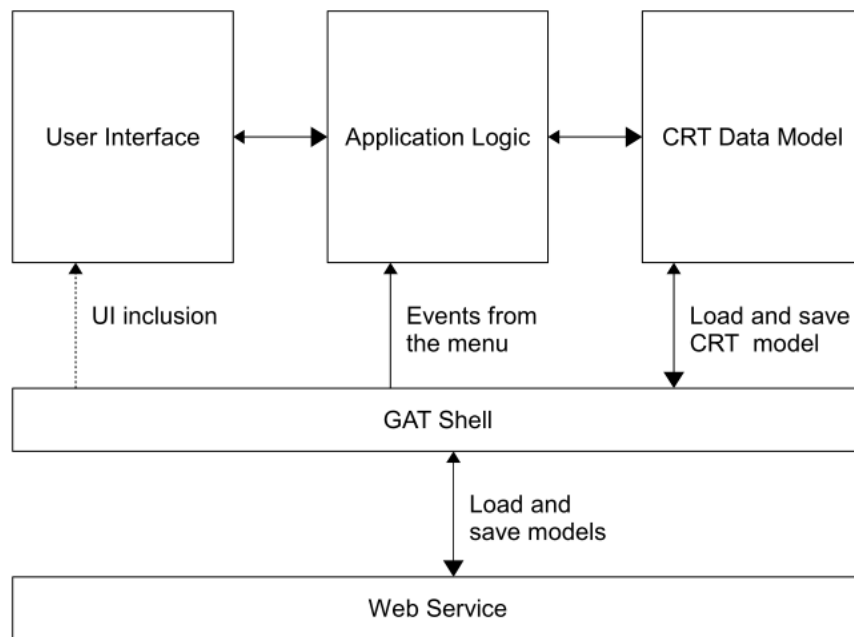 User Interface
Application Logic
CRT Data Model
UI inclusion
Events from
the menu
Load and save
CRT model
GAT Shell
Load and
save models
Web Service